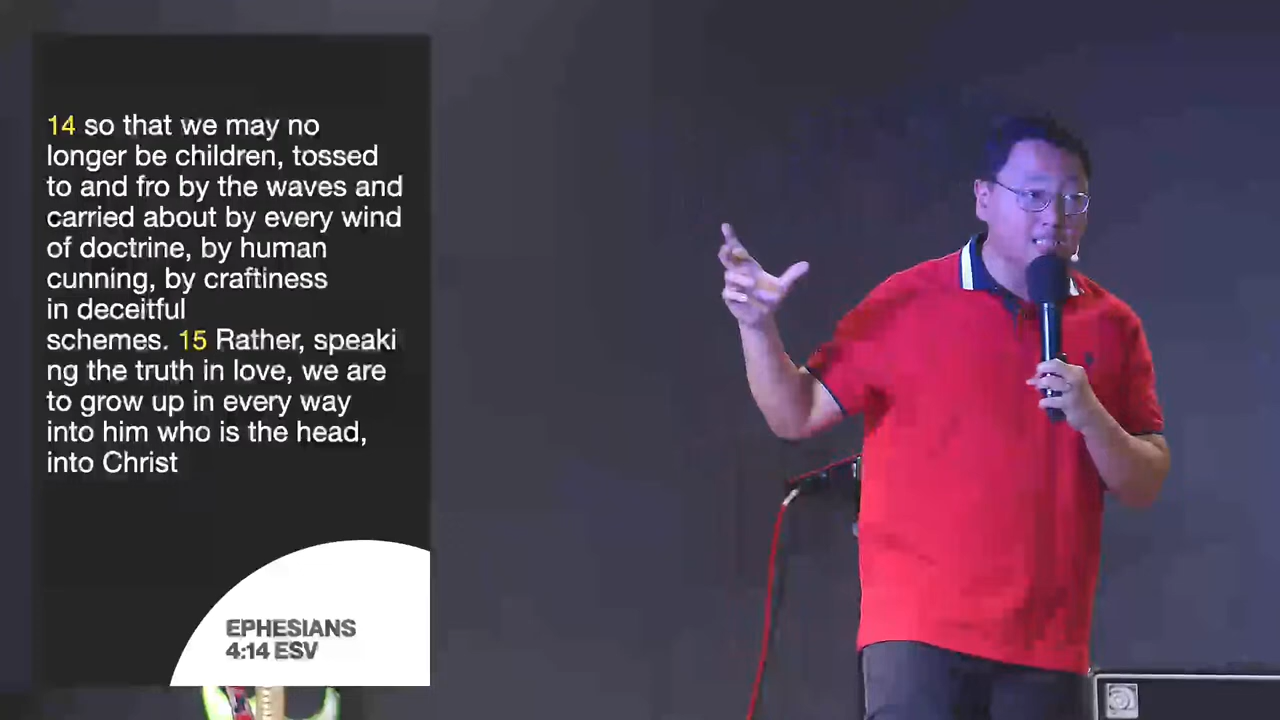 14 so that we may no
longer be children, tossed
to and fro by the waves and
carried about by every wind
of doctrine, by human
cunning, by craftiness
in deceitful
schemes. 15 Rather, speaki
ng the truth in love, we are
to grow up in every way
into him who is the head,
into Christ
EPHESIANS
4:14 ESV